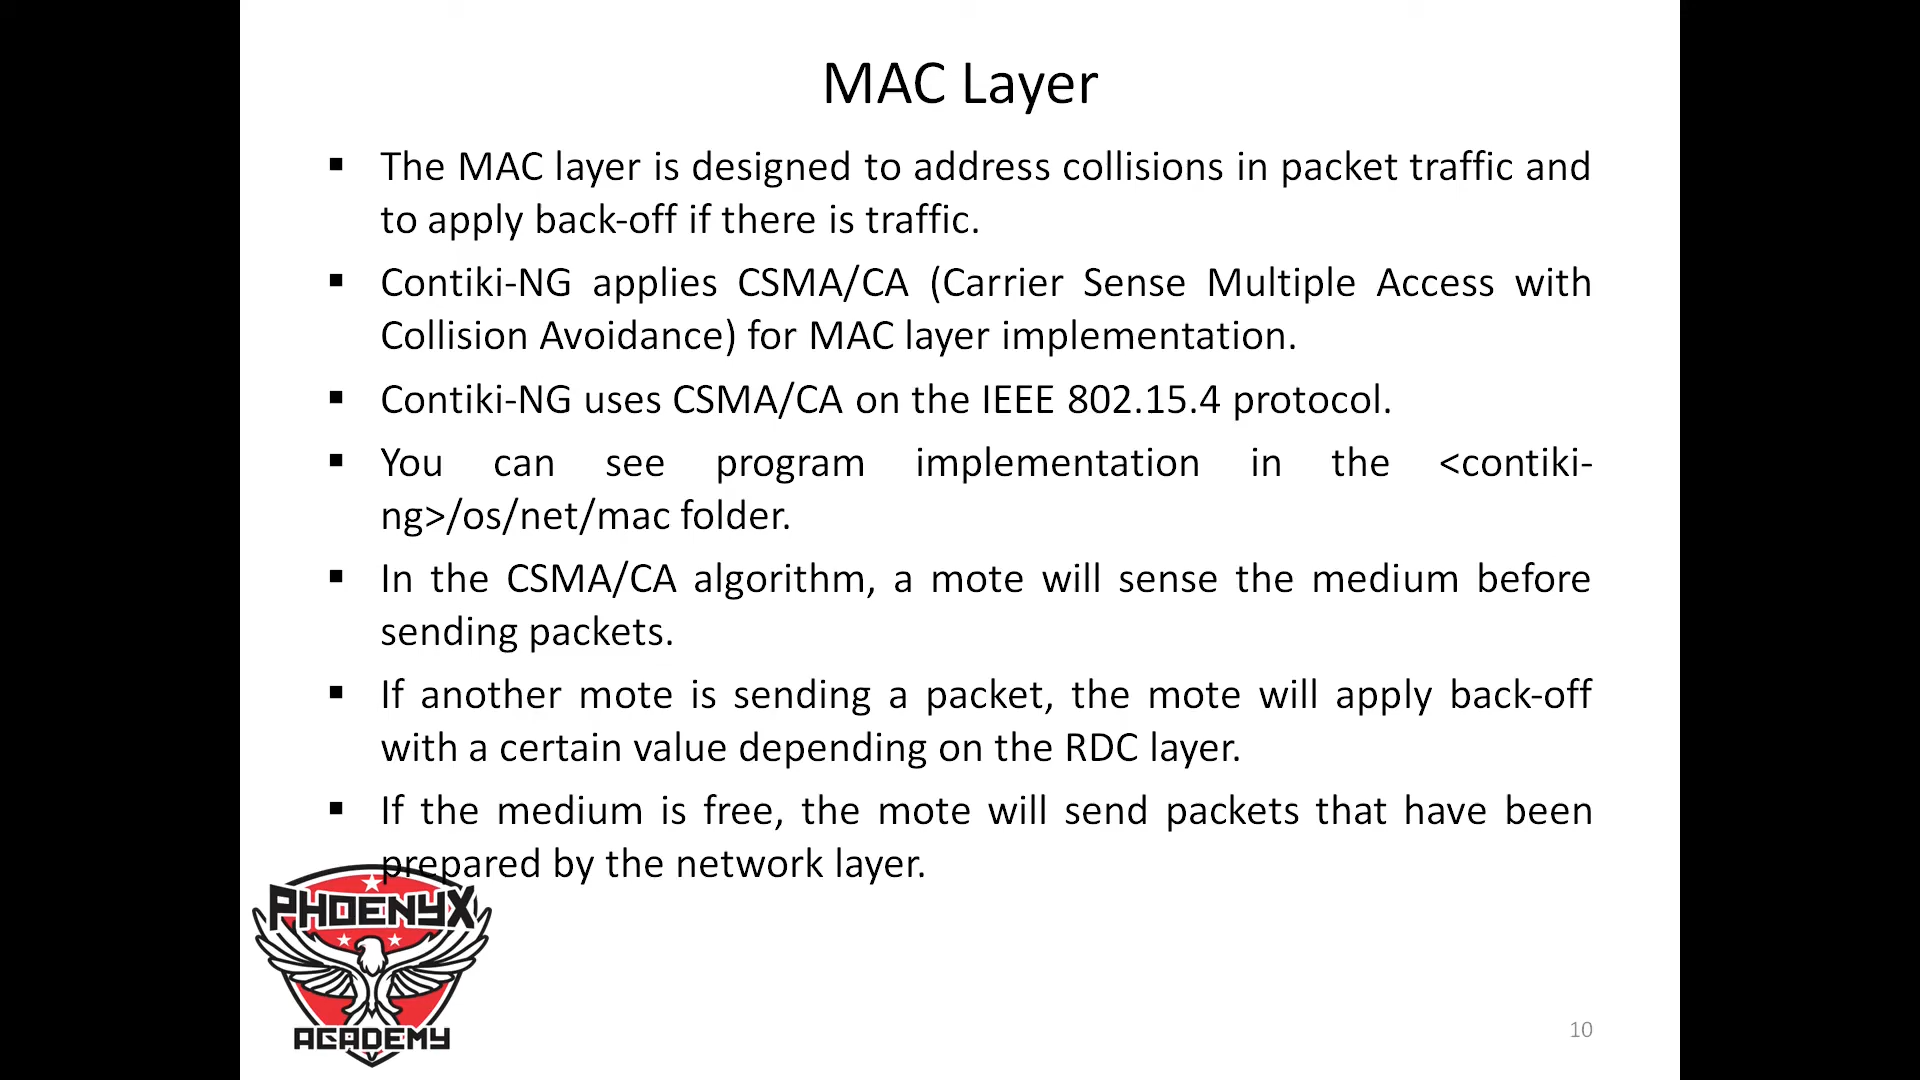 MAC Layer
▪ The MAC layer is designed to address collisions in packet traffic and
to apply back-off if there is traffic.
▪ Contiki-NG applies CSMA/CA (Carrier Sense Multiple Access with
Collision Avoidance) for MAC layer implementation.
▪ Contiki-NG uses CSMA/CA on the IEEE 802.15.4 protocol.
▪ You can see program implementation in the <contiki-
ng>/os/net/mac folder.
▪ In the CSMA/CA algorithm, a mote will sense the medium before
sending packets.
▪ If another mote is sending a packet, the mote will apply back-off
with a certain value depending on the RDC layer.
▪ If the medium is free, the mote will send packets that have been
prepared by the network layer.
PHOENYX
ACADEMY
10